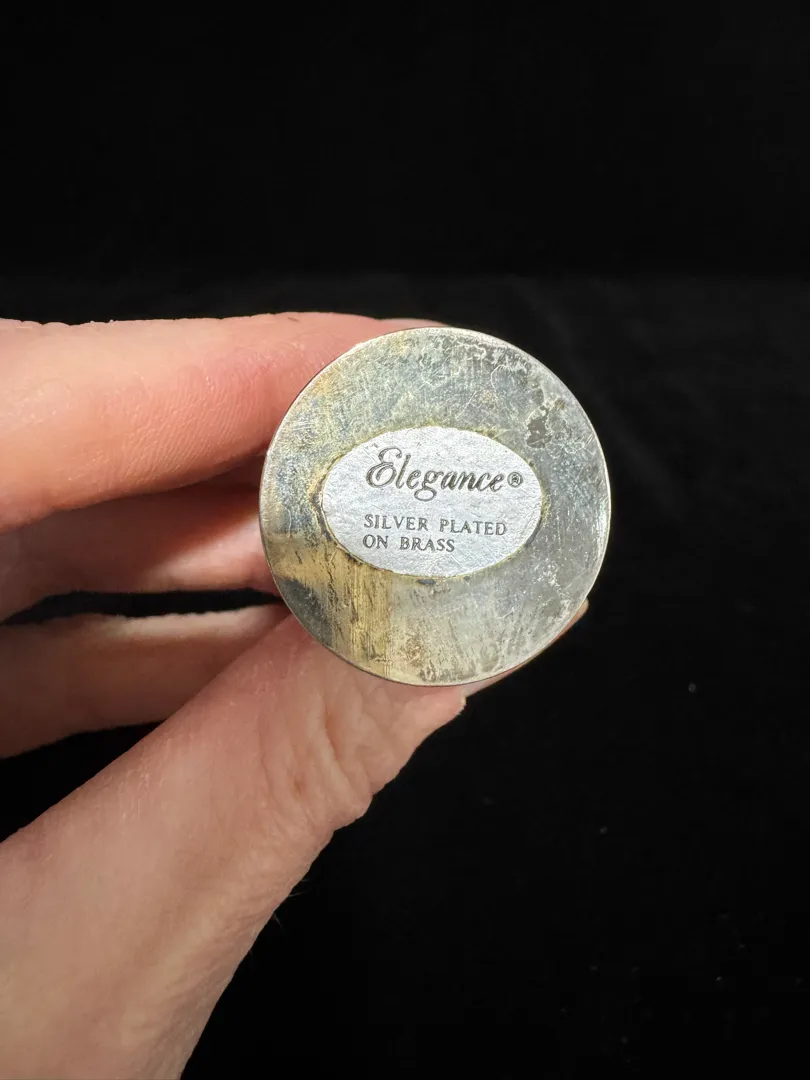 Elegance®
SILVER PLATED
ON BRASS